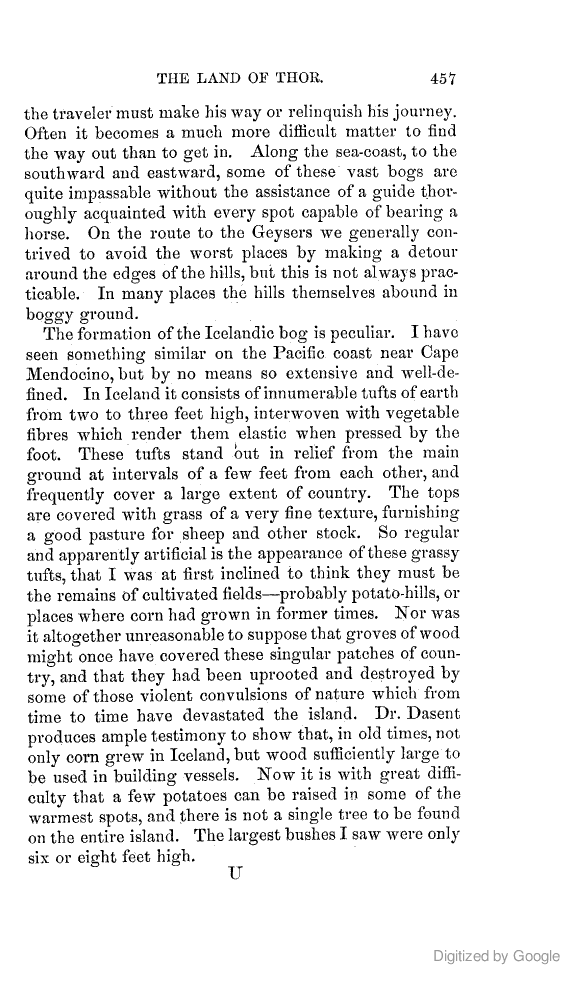 THE LAND OF THOR. 457
the traveler must make his way or relinquish his journey.
Often it becomes a much more difficult matter to find
the way out than to get in. Along the sea-coast, to the
southward and eastward, some of these vast bogs are
quite impassable without the assistance of a guide thor-
oughly acquainted with every spot capable of bearing a
horse. On the route to the Geysers we generally con-
trived to avoid the worst places by making a detour
around the edges of the hills, but this is not always prac-
ticable. In many places the hills themselves abound in
boggy ground.
The formation of the Icelandic bog is peculiar. I have
seen something similar on the Pacific coast near Cape
Mendocino, but by no means so extensive and well-de-
fined. In Iceland it consists of innumerable tufts of earth
from two to three feet high, interwoven with vegetable
fibres which render them elastic when pressed by the
foot. These tufts stand out in relief from the main
ground at intervals of a few feet from each other, and
frequently cover a large extent of country. The tops
are covered with grass of a very fine texture, furnishing
a good pasture for sheep and other stock. So regular
and apparently artificial is the appearance of these grassy
tufts, that I was at first inclined to think they must be
the remains of cultivated fields—probably potato-hills, or
places where corn had grown in former times. Nor was
it altogether unreasonable to suppose that groves of wood
might once have covered these singular patches of coun-
try, and that they had been uprooted and destroyed by
some of those violent convulsions of nature which from
time to time have devastated the island. Dr. Dasent
produces ample testimony to show that, in old times, not
only corn grew in Iceland, but wood sufficiently large to
be used in building vessels. Now it is with great diffi-
culty that a few potatoes can be raised in some of the
warmest spots, and there is not a single tree to be found
on the entire island. The largest bushes I saw were only
six or eight feet high.
U
Digitized by Google